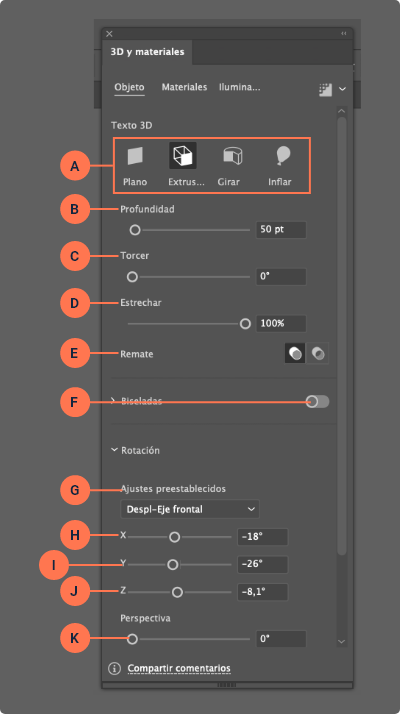 3D y materiales
Objeto Materiales Ilumina...
Texto 3D
A
Plano Extrus... Girar Inflar
B Profundidad
50 pt
C Torcer
0°
D Estrechar
100%
E Remate
F Biseladas
Rotación
G Ajustes preestablecidos
Despl-Eje frontal
H X -18°
I Y -26°
J Z -8,1°
Perspectiva
K 0°
Compartir comentarios